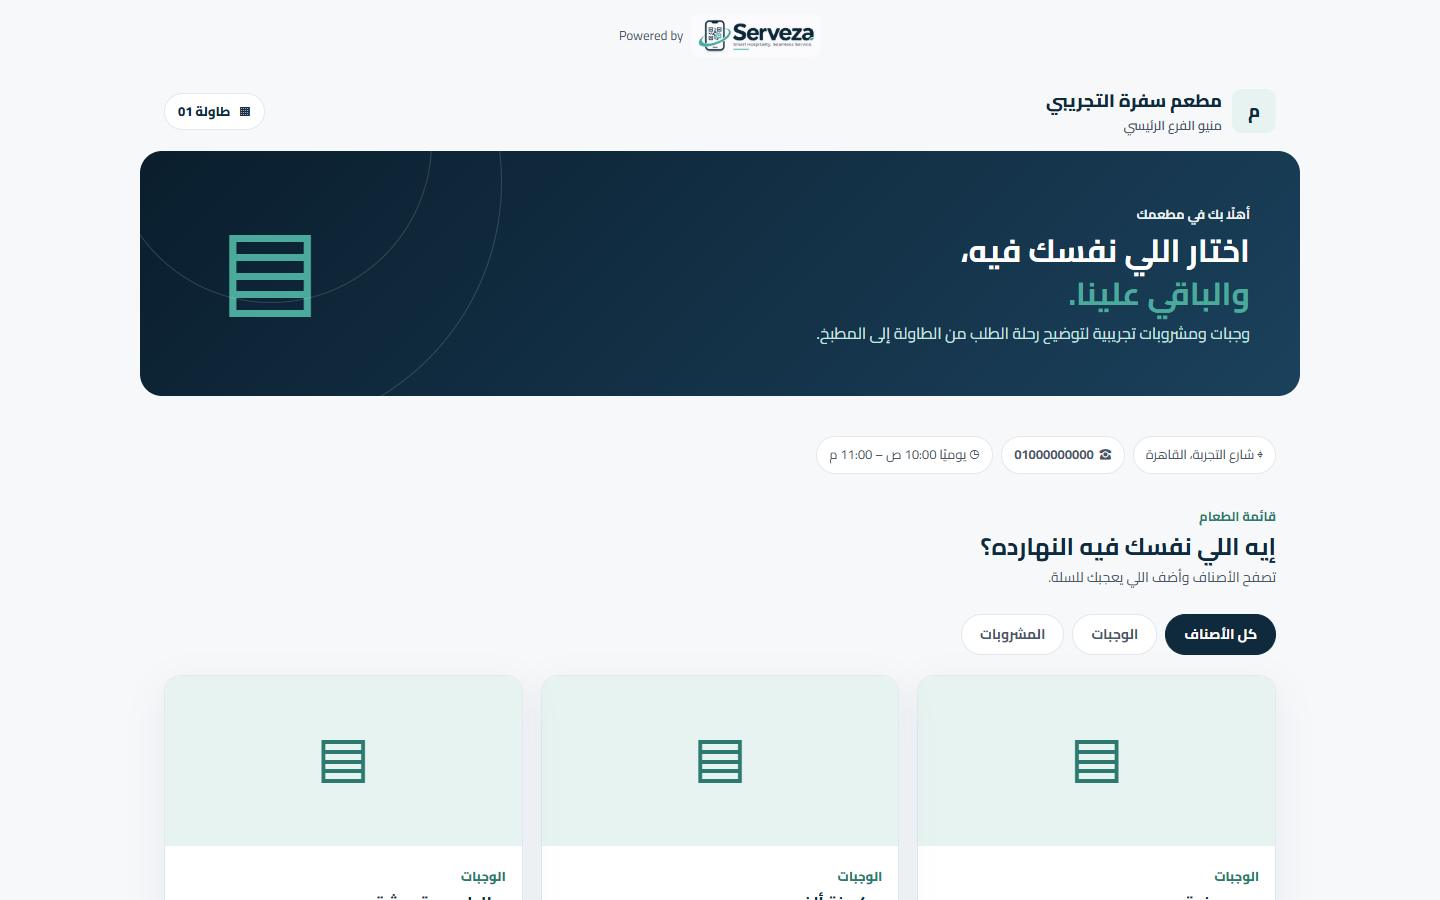 Powered by Serveza
Smart Hospitality. Seamless Service.
م
مطعم سفرة التجريبي
منيو الفرع الرئيسي
طاولة 01
أهلًا بك في مطعمك
اختار اللي نفسك فيه،
والباقي علينا.
وجبات ومشروبات تجريبية لتوضيح رحلة الطلب من الطاولة إلى المطبخ.
شارع التجربة، القاهرة
01000000000
يوميًا 10:00 ص – 11:00 م
قائمة الطعام
إيه اللي نفسك فيه النهارده؟
تصفح الأصناف وأضف اللي يعجبك للسلة.
كل الأصناف
الوجبات
المشروبات
الوجبات
الوجبات
الوجبات